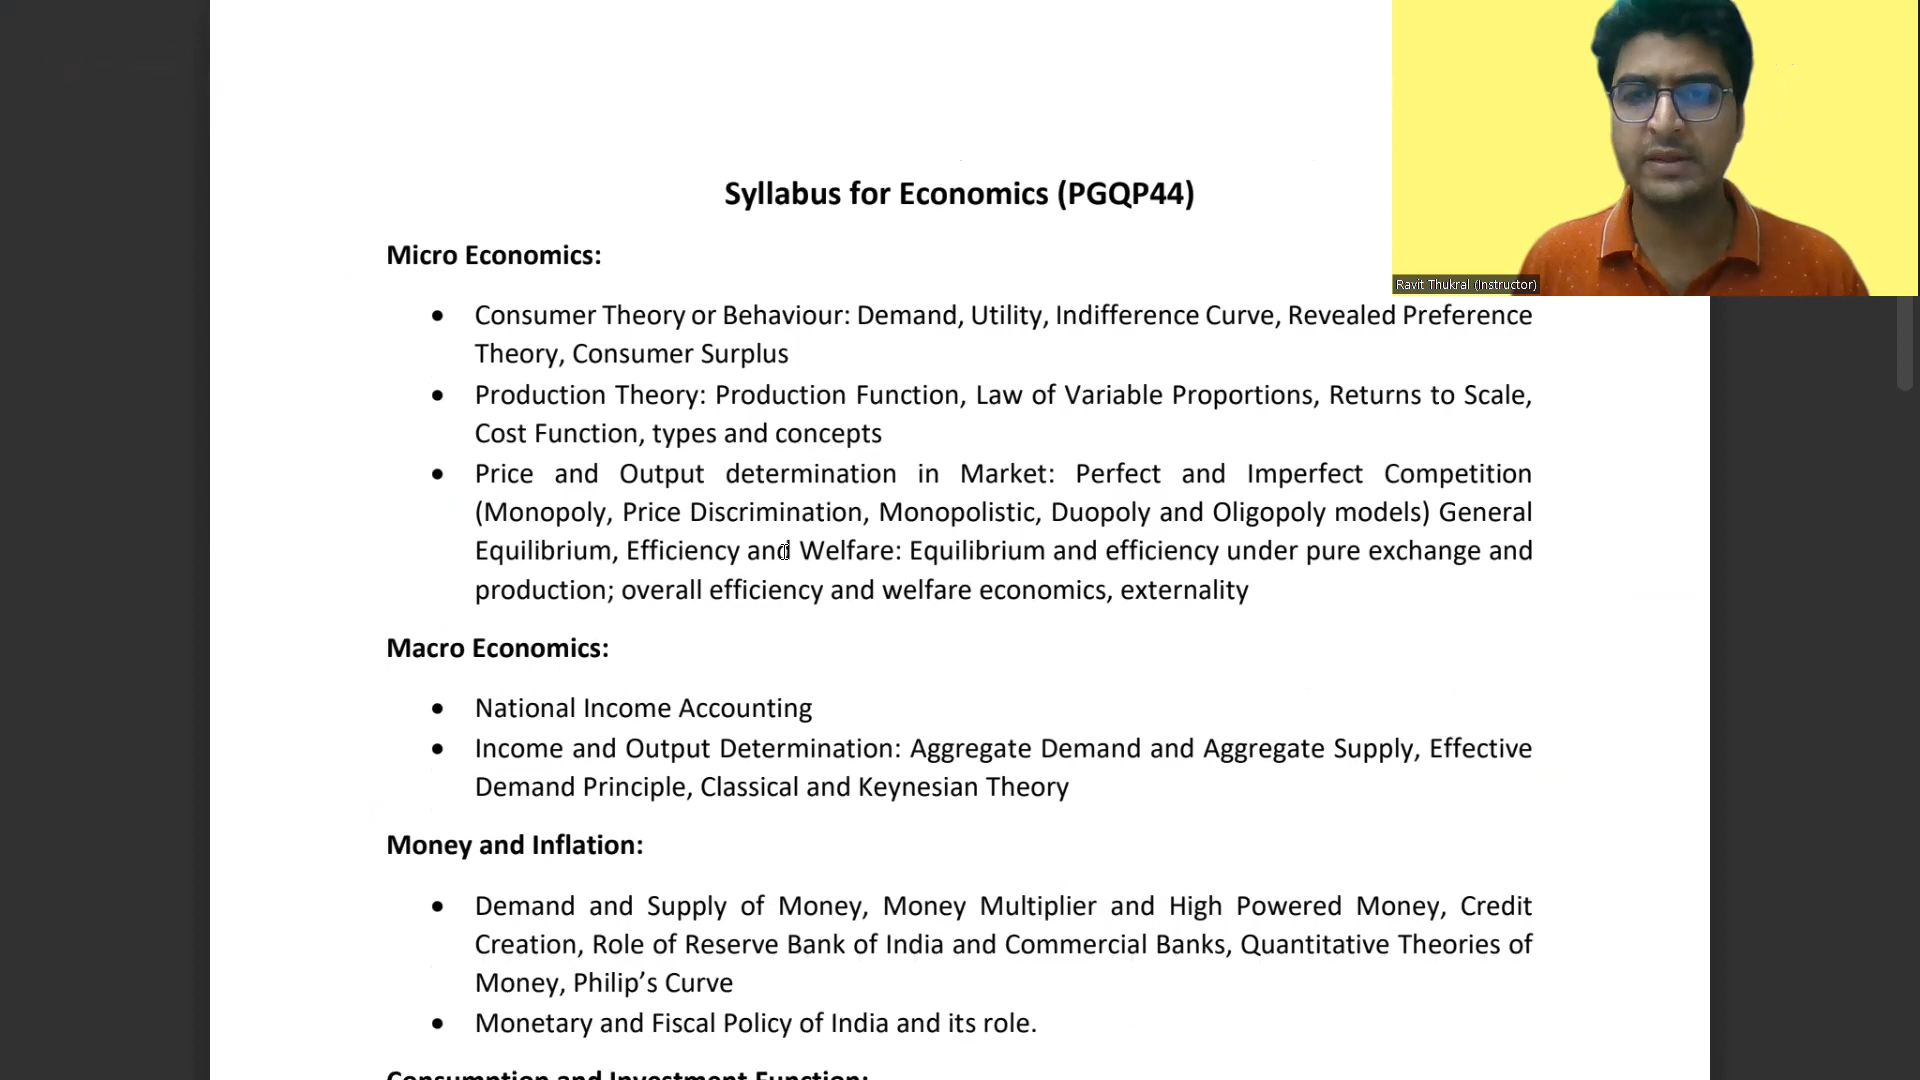 Syllabus for Economics (PGQP44)
Micro Economics:
Ravit Thukral (Instructor)
• Consumer Theory or Behaviour: Demand, Utility, Indifference Curve, Revealed Preference
Theory, Consumer Surplus
• Production Theory: Production Function, Law of Variable Proportions, Returns to Scale,
Cost Function, types and concepts
• Price and Output determination in Market: Perfect and Imperfect Competition
(Monopoly, Price Discrimination, Monopolistic, Duopoly and Oligopoly models) General
Equilibrium, Efficiency and Welfare: Equilibrium and efficiency under pure exchange and
production; overall efficiency and welfare economics, externality
Macro Economics:
• National Income Accounting
• Income and Output Determination: Aggregate Demand and Aggregate Supply, Effective
Demand Principle, Classical and Keynesian Theory
Money and Inflation:
• Demand and Supply of Money, Money Multiplier and High Powered Money, Credit
Creation, Role of Reserve Bank of India and Commercial Banks, Quantitative Theories of
Money, Philip’s Curve
• Monetary and Fiscal Policy of India and its role.
Consumption and Investment Function: